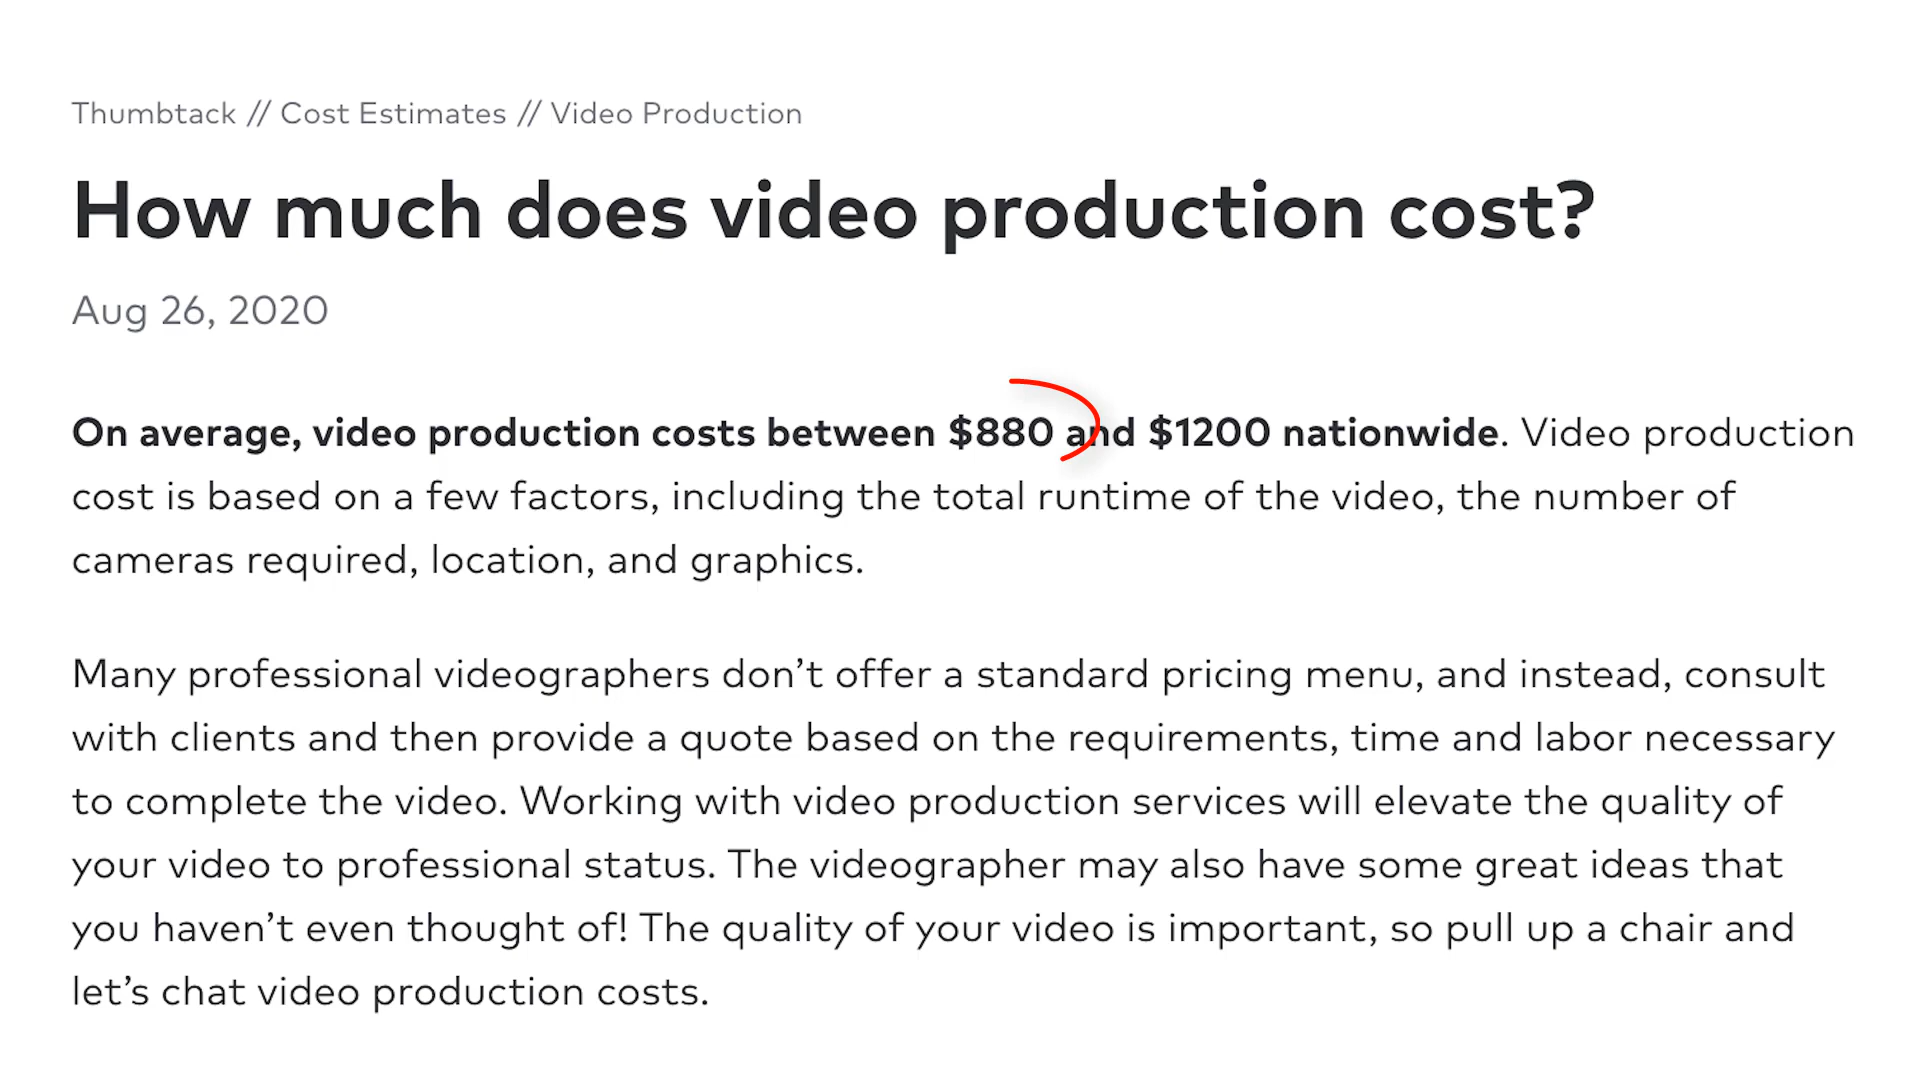 Thumbtack // Cost Estimates // Video Production
How much does video production cost?
Aug 26, 2020
On average, video production costs between $880 and $1200 nationwide. Video production
cost is based on a few factors, including the total runtime of the video, the number of
cameras required, location, and graphics.
Many professional videographers don’t offer a standard pricing menu, and instead, consult
with clients and then provide a quote based on the requirements, time and labor necessary
to complete the video. Working with video production services will elevate the quality of
your video to professional status. The videographer may also have some great ideas that
you haven’t even thought of! The quality of your video is important, so pull up a chair and
let’s chat video production costs.